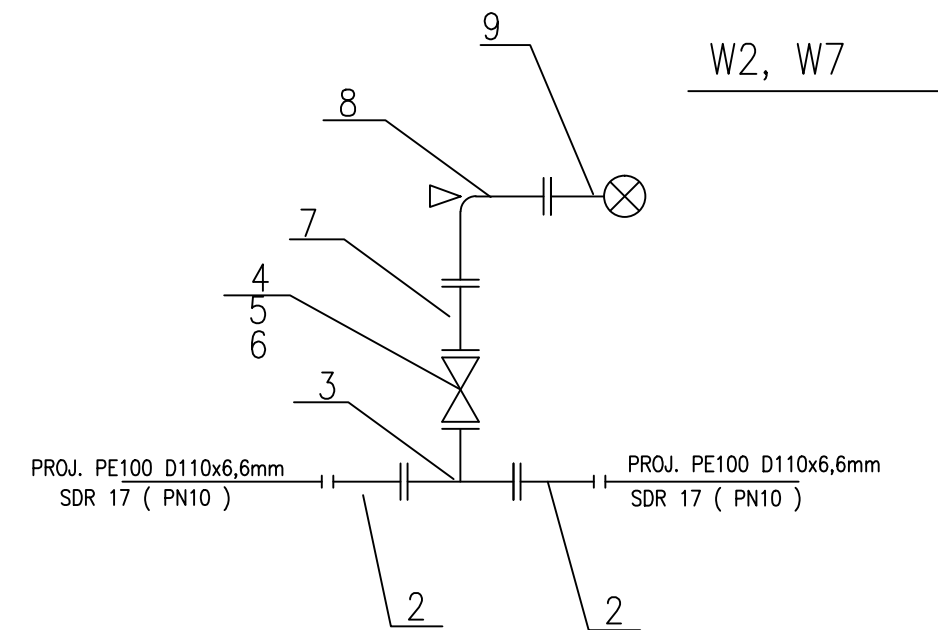 9
W2, W7
8
7
4
5
6
3
PROJ. PE100 D110x6,6mm
SDR 17 ( PN10 )
PROJ. PE100 D110x6,6mm
SDR 17 ( PN10 )
2
2